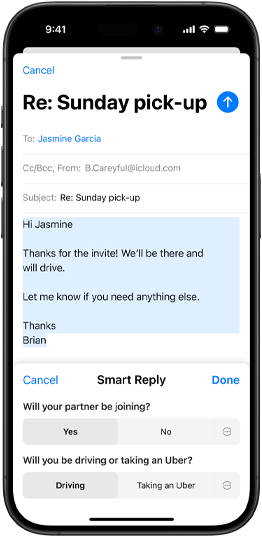 9:41
Cancel
Re: Sunday pick-up
To: Jasmine Garcia
Cc/Bcc, From: B.Careyful@icloud.com
Subject: Re: Sunday pick-up
Hi Jasmine
Thanks for the invite! We'll be there and
will drive.
Let me know if you need anything else.
Thanks
Brian
Cancel Smart Reply Done
Will your partner be joining?
Yes No
Will you be driving or taking an Uber?
Driving Taking an Uber